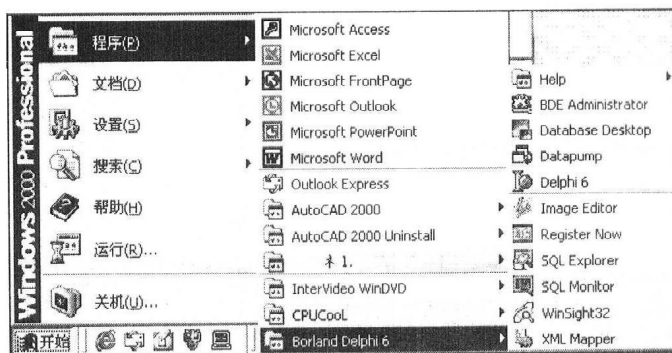 Windows 2000 Professional
程序(P)
文档(D)
设置(S)
搜索(C)
帮助(H)
运行(R)...
关机(U)...
开始
Microsoft Access
Microsoft Excel
Microsoft FrontPage
Microsoft Outlook
Microsoft PowerPoint
Microsoft Word
Outlook Express
AutoCAD 2000
AutoCAD 2000 Uninstall
1.
InterVideo WinDVD
CPUCooL
Borland Delphi 6
Help
BDE Administrator
Database Desktop
Datapump
Delphi 6
Image Editor
Register Now
SQL Explorer
SQL Monitor
WinSight32
XML Mapper